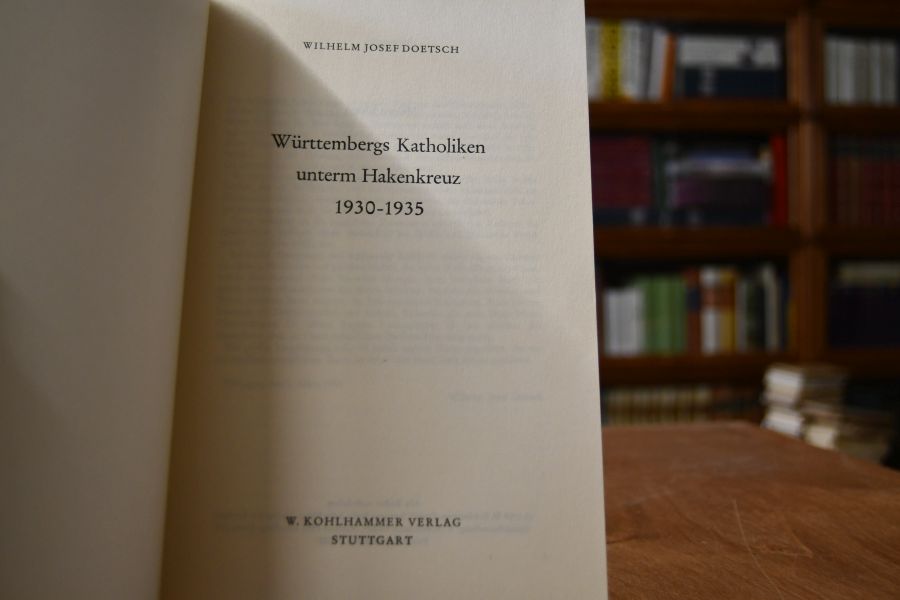 WILHELM JOSEF DOETSCH
Württembergs Katholiken
unterm Hakenkreuz
1930-1935
W. KOHLHAMMER VERLAG
STUTTGART